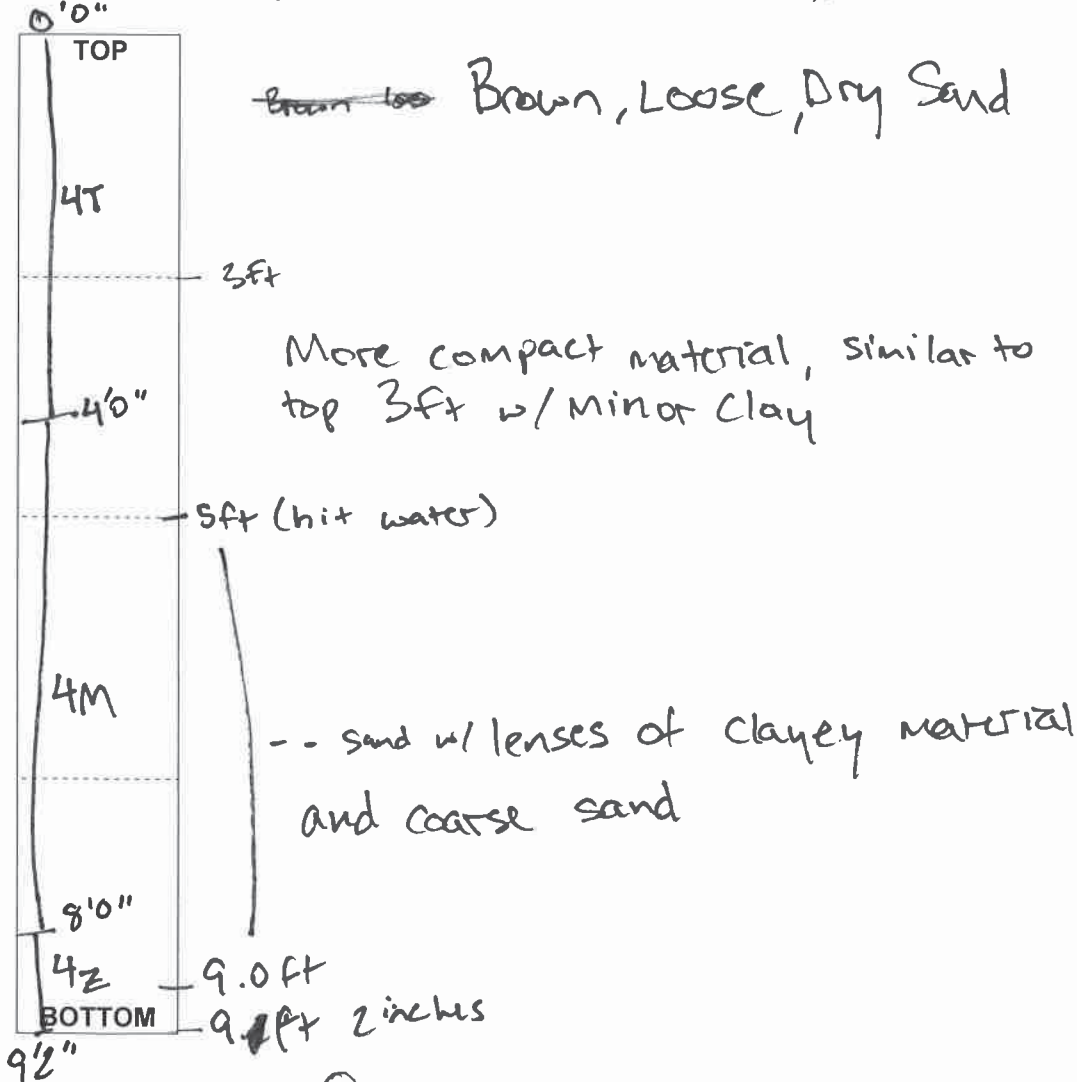 0'0"
TOP
Brown, Loose, Dry Sand
4T
3ft
More compact material, similar to
top 3ft w/ Minor Clay
4'0"
5ft (hit water)
4M
-- sand w/ lenses of clayey material
and coarse sand
8'0"
4Z
9.0 ft
BOTTOM
9 ft 2 inches
9'2"